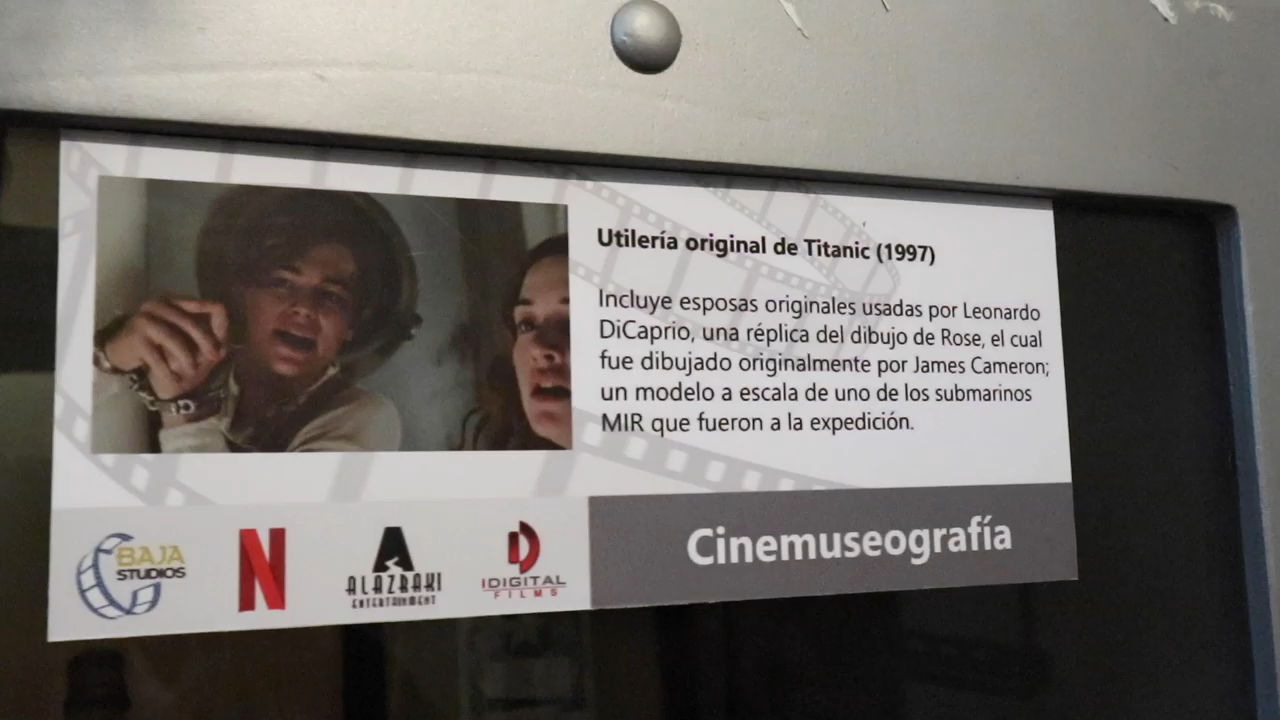 Utilería original de Titanic (1997)
Incluye esposas originales usadas por Leonardo
DiCaprio, una réplica del dibujo de Rose, el cual
fue dibujado originalmente por James Cameron;
un modelo a escala de uno de los submarinos
MIR que fueron a la expedición.
Cinemuseografía
BAJA
STUDIOS
N
ALAZRAKI
ENTERTAINMENT
IDIGITAL
FILMS